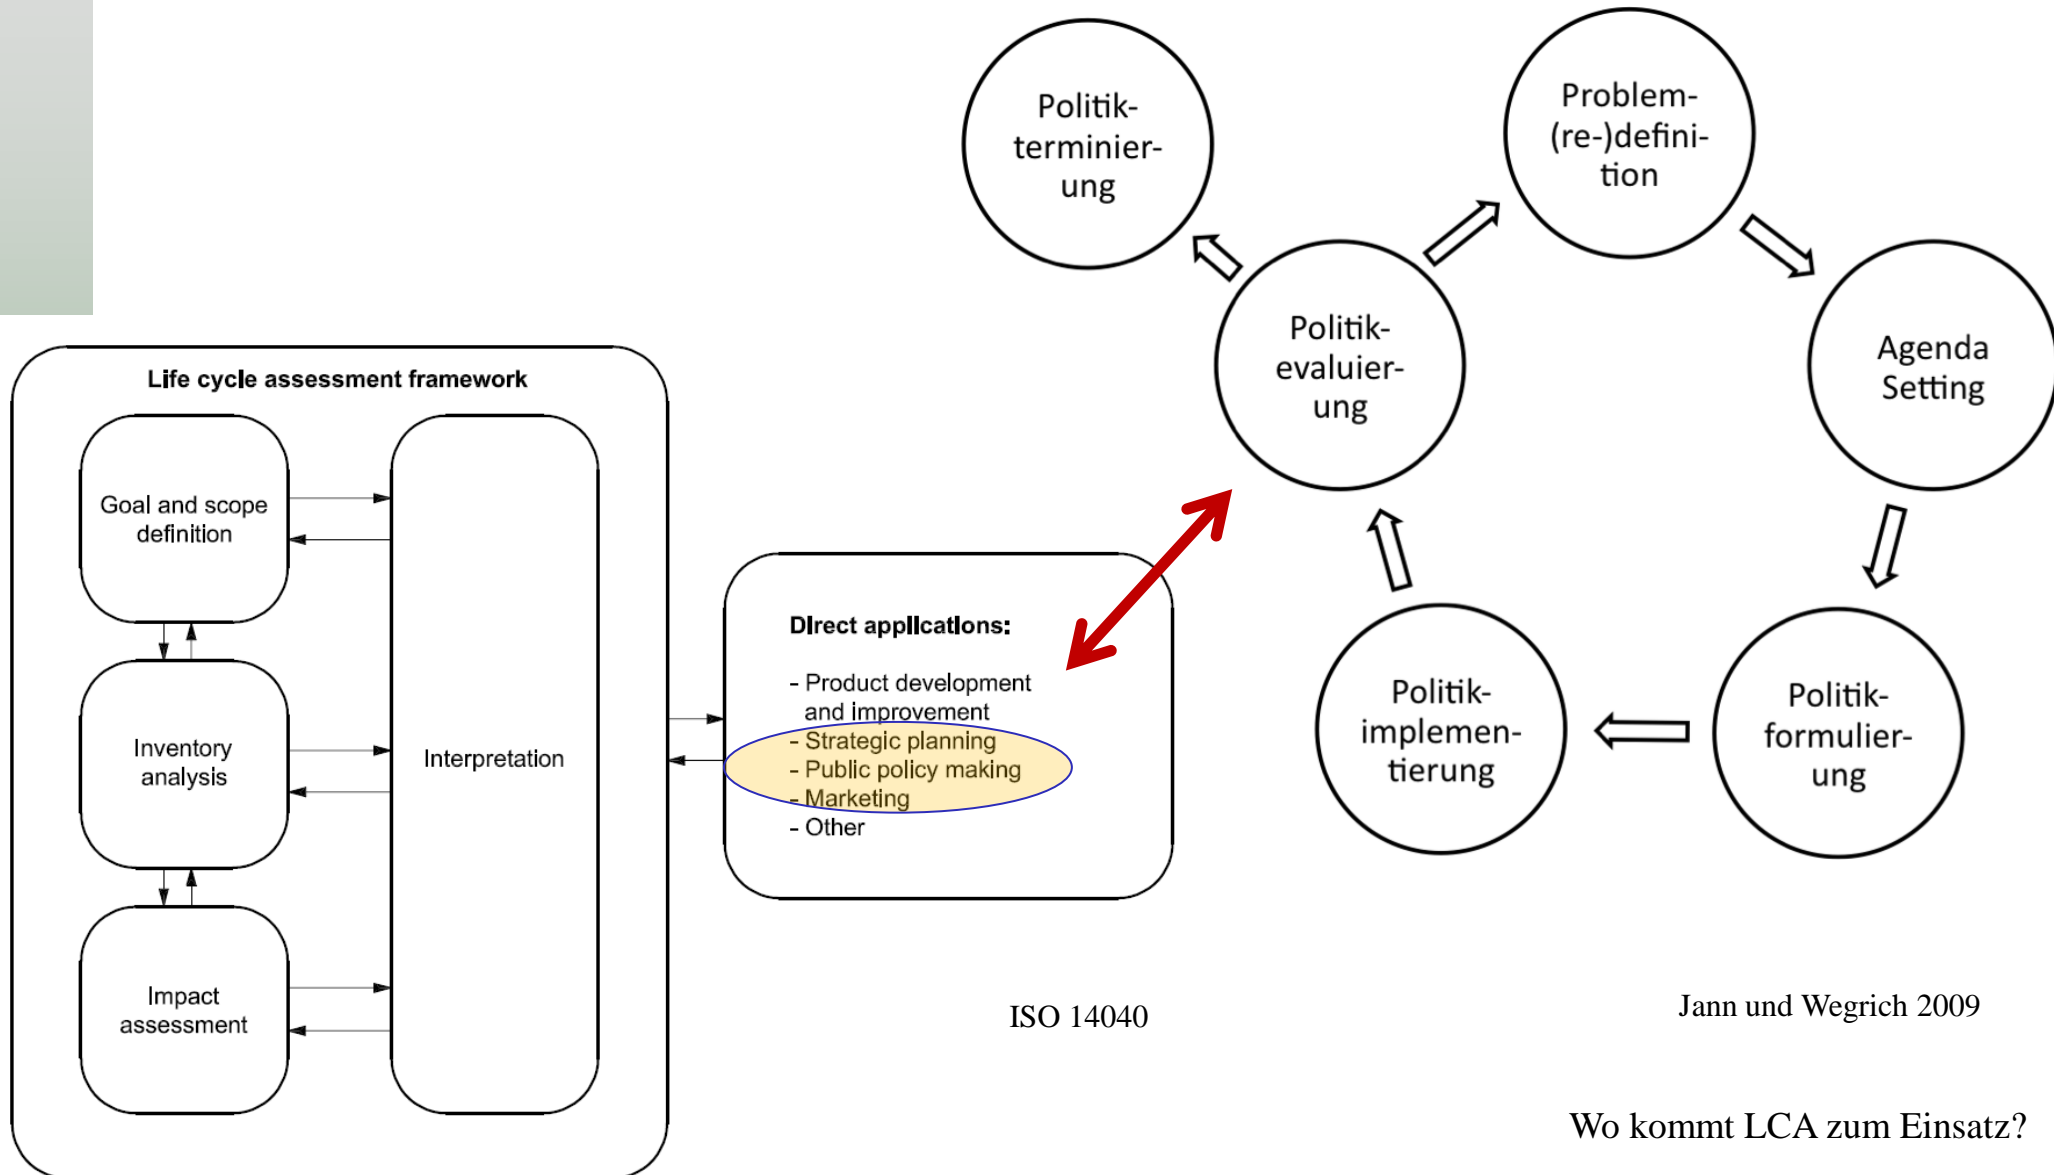 Life cycle assessment framework
Goal and scope
definition
Inventory
analysis
Impact
assessment
Interpretation
Direct applications:
- Product development
and improvement
- Strategic planning
- Public policy making
- Marketing
- Other
ISO 14040
Politik-
terminier-
ung
Problem-
(re-)defini-
tion
Politik-
evaluier-
ung
Agenda
Setting
Politik-
implemen-
tierung
Politik-
formulier-
ung
Jann und Wegrich 2009
Wo kommt LCA zum Einsatz?